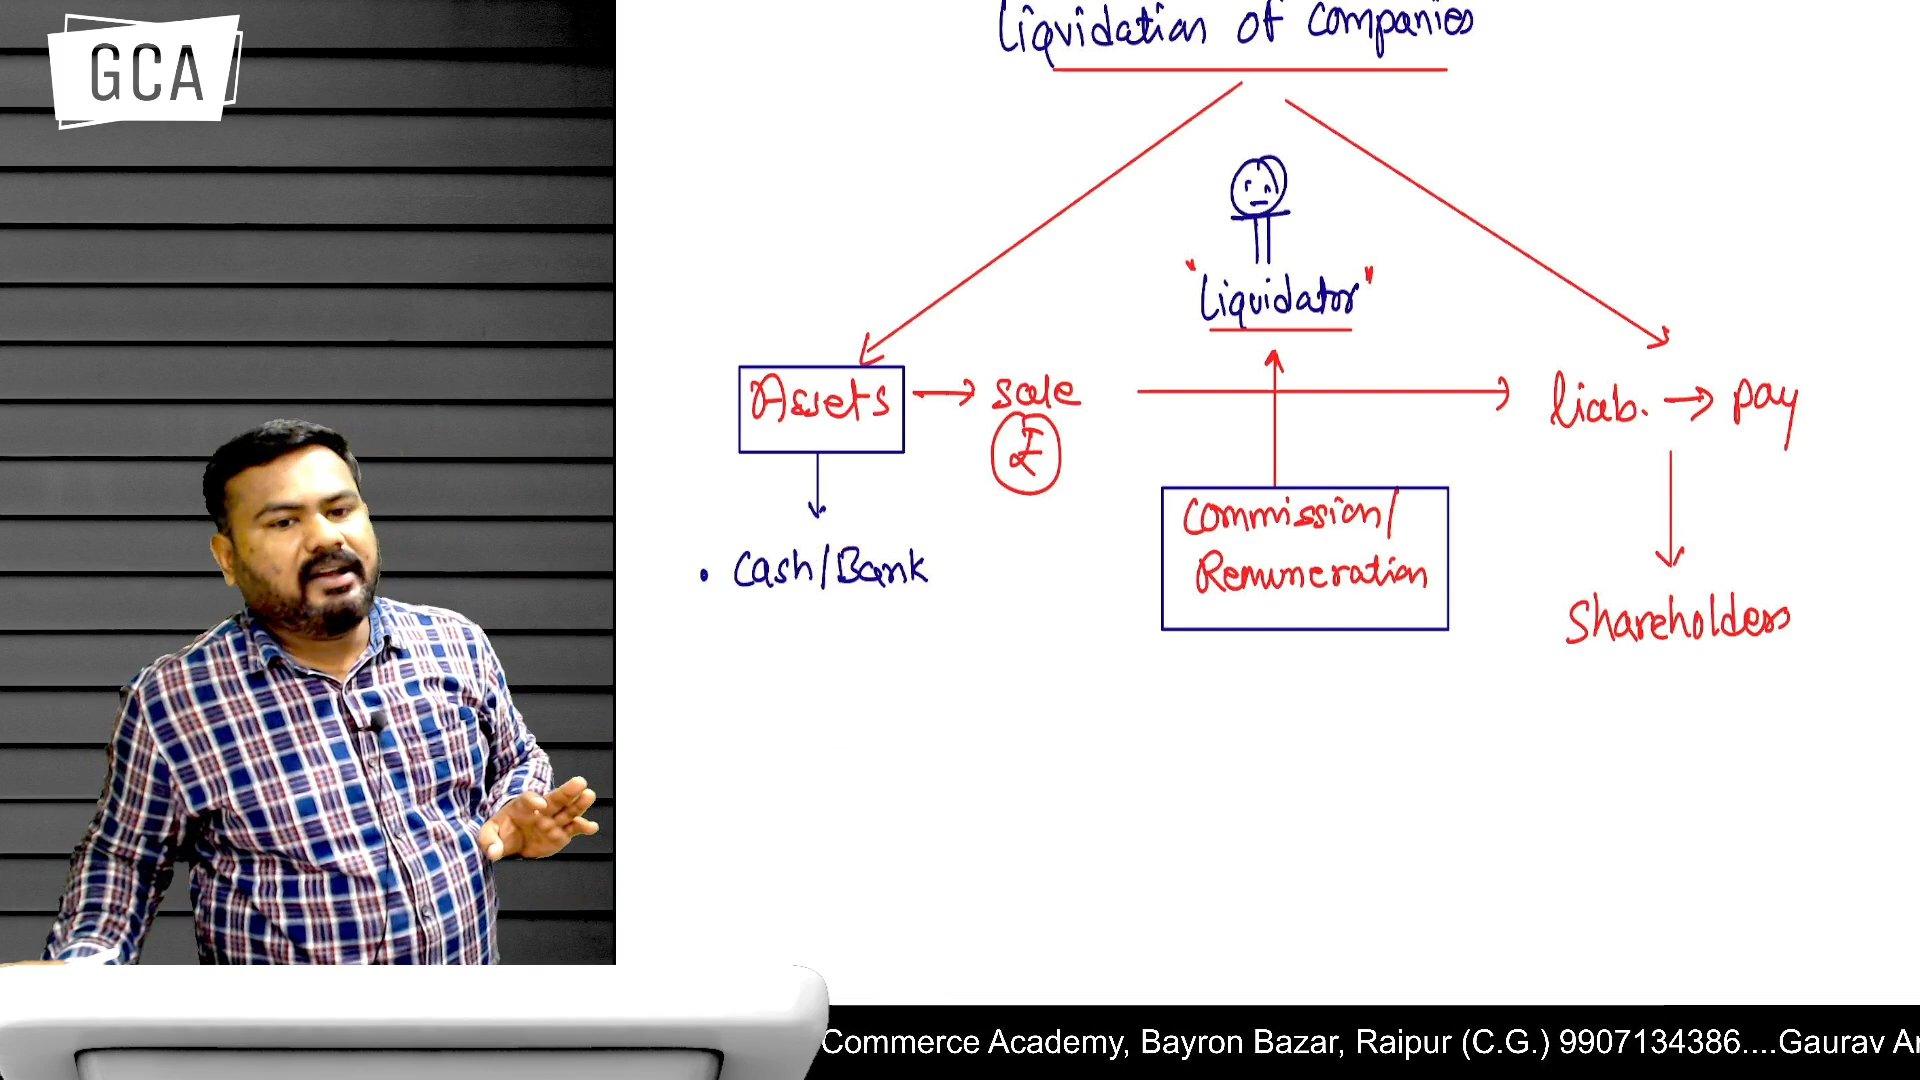 GCA
Liquidation of Companies
"Liquidator"
Assets → sale
₹
liab. → pay
Commission/
Remuneration
• Cash/Bank
Shareholders
Commerce Academy, Bayron Bazar, Raipur (C.G.) 9907134386....Gaurav Ar